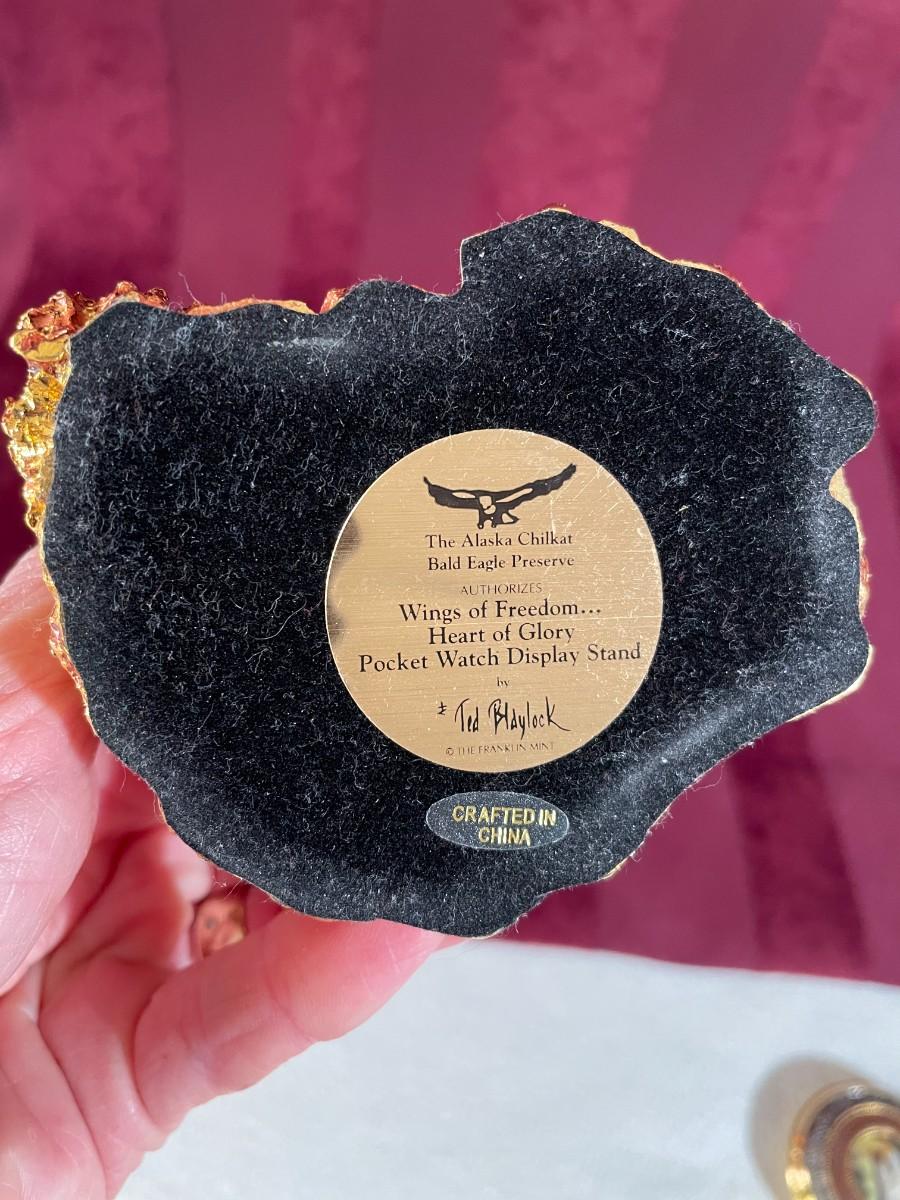 The Alaska Chilkat
Bald Eagle Preserve
AUTHORIZES
Wings of Freedom...
Heart of Glory
Pocket Watch Display Stand
by
Ted Blaylock
© THE FRANKLIN MINT
CRAFTED IN
CHINA